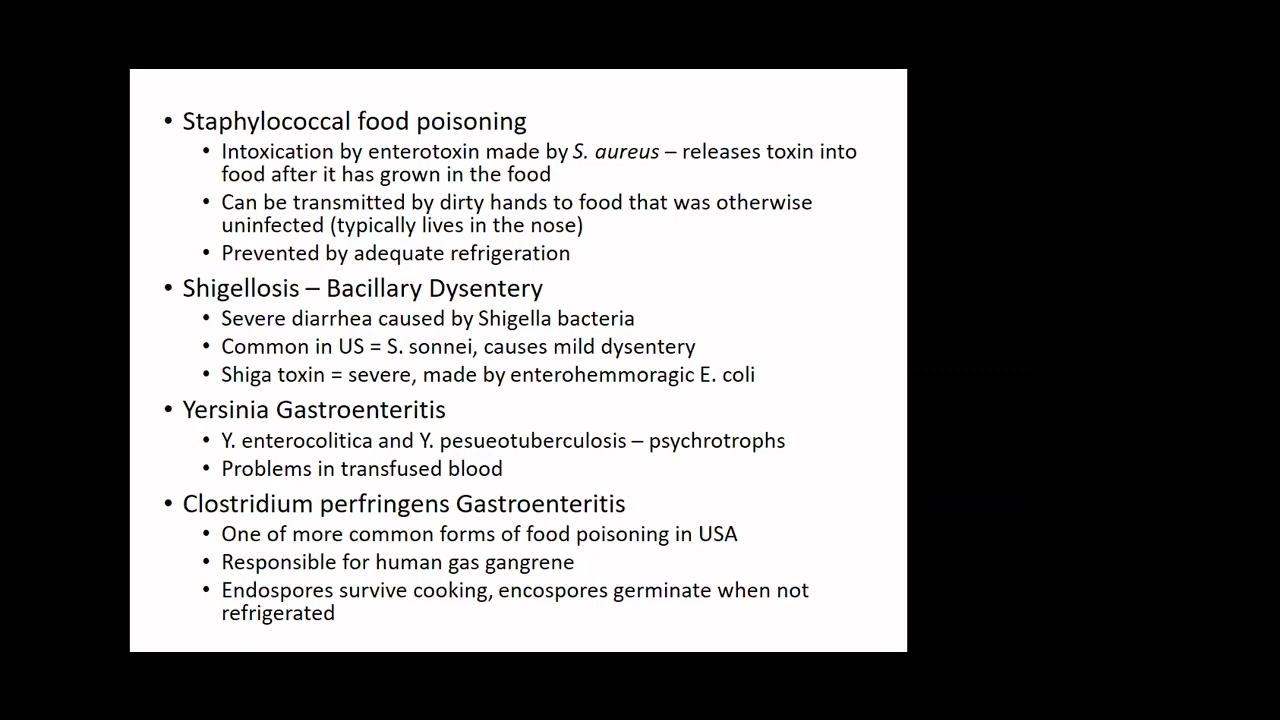 • Staphylococcal food poisoning
• Intoxication by enterotoxin made by S. aureus – releases toxin into
food after it has grown in the food
• Can be transmitted by dirty hands to food that was otherwise
uninfected (typically lives in the nose)
• Prevented by adequate refrigeration
• Shigellosis – Bacillary Dysentery
• Severe diarrhea caused by Shigella bacteria
• Common in US = S. sonnei, causes mild dysentery
• Shiga toxin = severe, made by enterohemmoragic E. coli
• Yersinia Gastroenteritis
• Y. enterocolitica and Y. pesueotuberculosis – psychrotrophs
• Problems in transfused blood
• Clostridium perfringens Gastroenteritis
• One of more common forms of food poisoning in USA
• Responsible for human gas gangrene
• Endospores survive cooking, encospores germinate when not
refrigerated